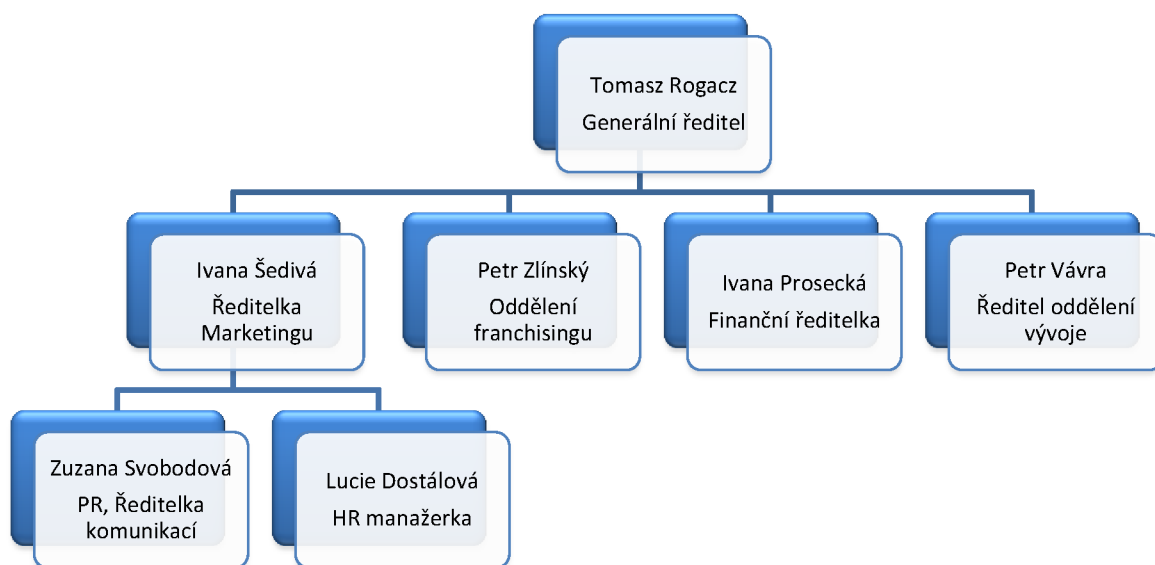 Tomasz Rogacz
Generální ředitel
Ivana Šedivá
Ředitelka
Marketingu
Petr Zlínský
Oddělení
franchisingu
Ivana Prosecká
Finanční ředitelka
Petr Vávra
Ředitel oddělení
vývoje
Zuzana Svobodová
PR, Ředitelka
komunikací
Lucie Dostálová
HR manažerka